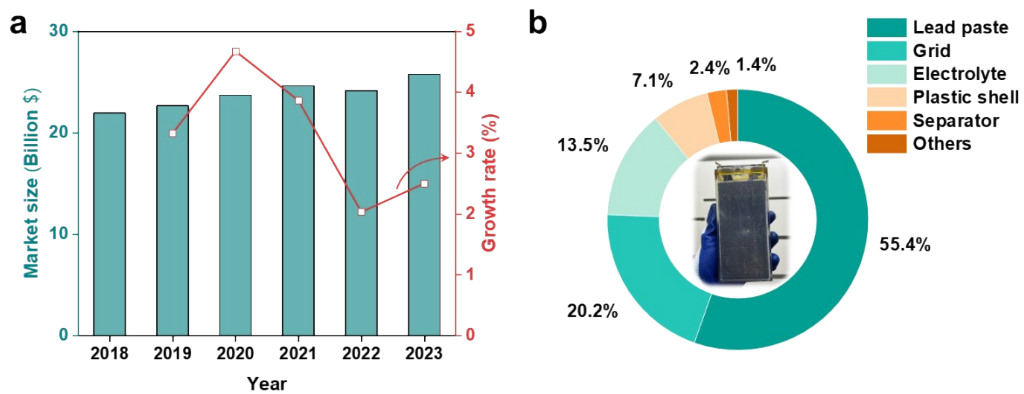 a
30
20
10
0
Market size (Billion $)
5
4
3
2
1
0
Growth rate (%)
2018 2019 2020 2021 2022 2023
Year
b
1.4%
2.4%
7.1%
13.5%
20.2%
55.4%
Lead paste
Grid
Electrolyte
Plastic shell
Separator
Others